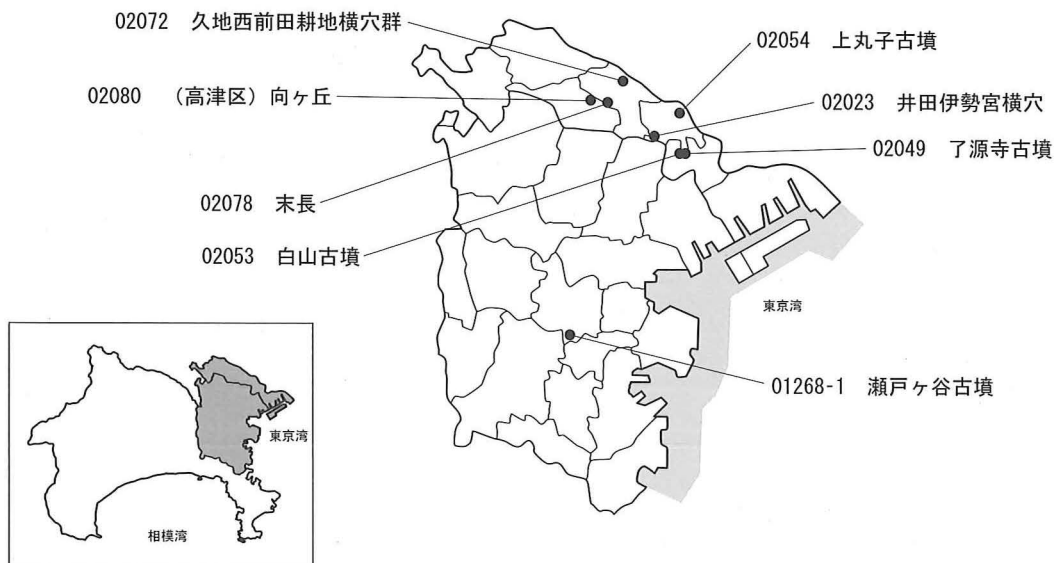 02072 久地西前田耕地横穴群
02054 上丸子古墳
02080 （高津区）向ヶ丘
02023 井田伊勢宮横穴
02049 了源寺古墳
02078 末長
02053 白山古墳
東京湾
01268-1 瀬戸ヶ谷古墳
東京湾
相模湾